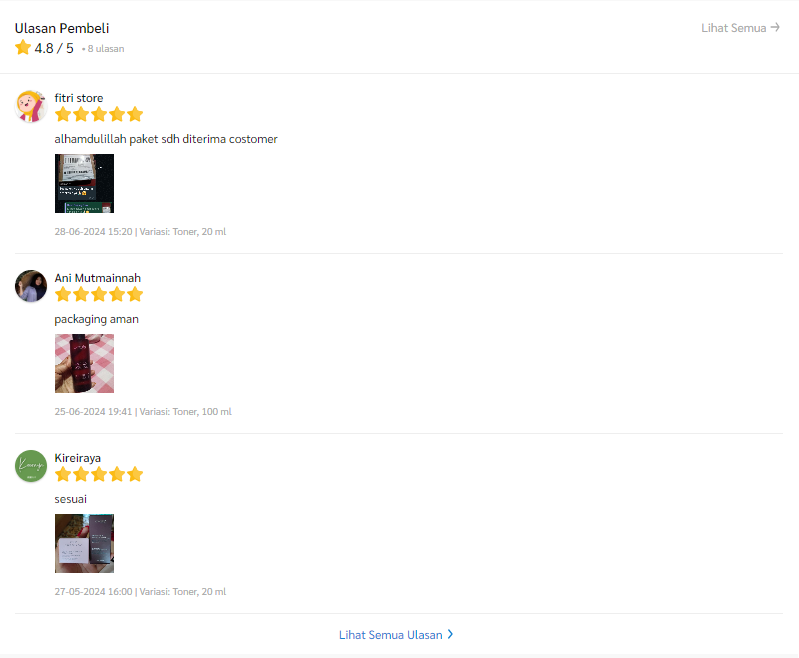 Ulasan Pembeli
Lihat Semua →
4.8 / 5 • 8 ulasan
fitri store
alhamdulillah paket sdh diterima costomer
28-06-2024 15:20 | Variasi: Toner, 20 ml
Ani Mutmainnah
packaging aman
25-06-2024 19:41 | Variasi: Toner, 100 ml
Kireiraya
sesuai
27-05-2024 16:00 | Variasi: Toner, 20 ml
Lihat Semua Ulasan >